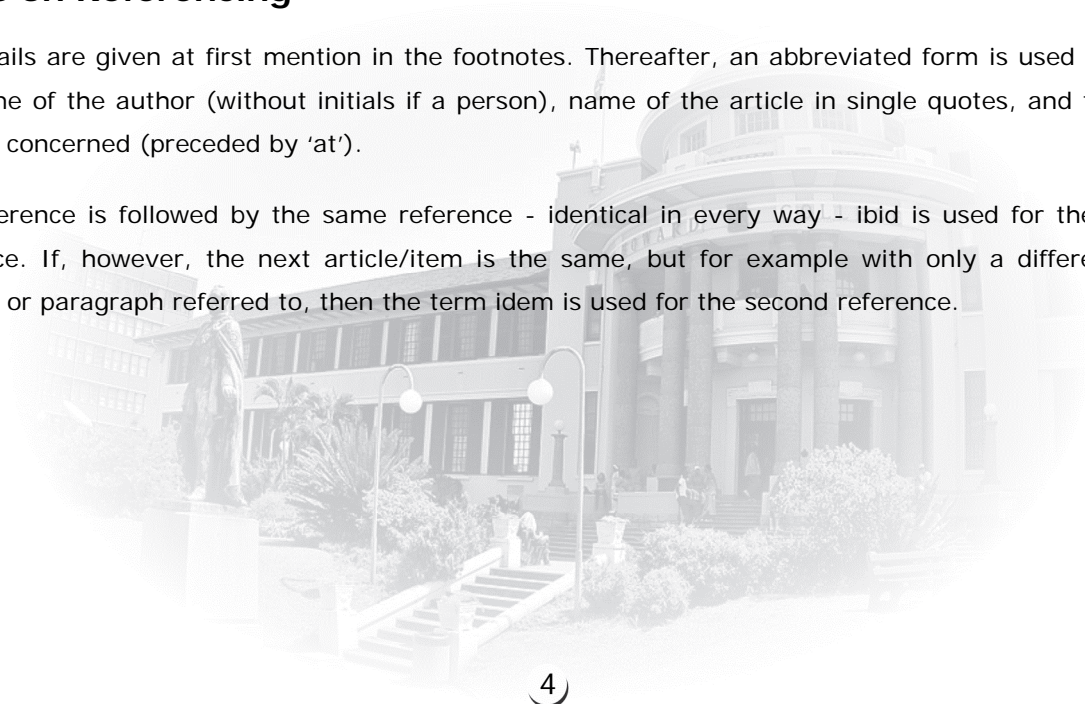 on Referencing
ails are given at first mention in the footnotes. Thereafter, an abbreviated form is used
ne of the author (without initials if a person), name of the article in single quotes, and
concerned (preceded by 'at').
erence is followed by the same reference - identical in every way - ibid is used for the
ce. If, however, the next article/item is the same, but for example with only a differe
or paragraph referred to, then the term idem is used for the second reference.
4